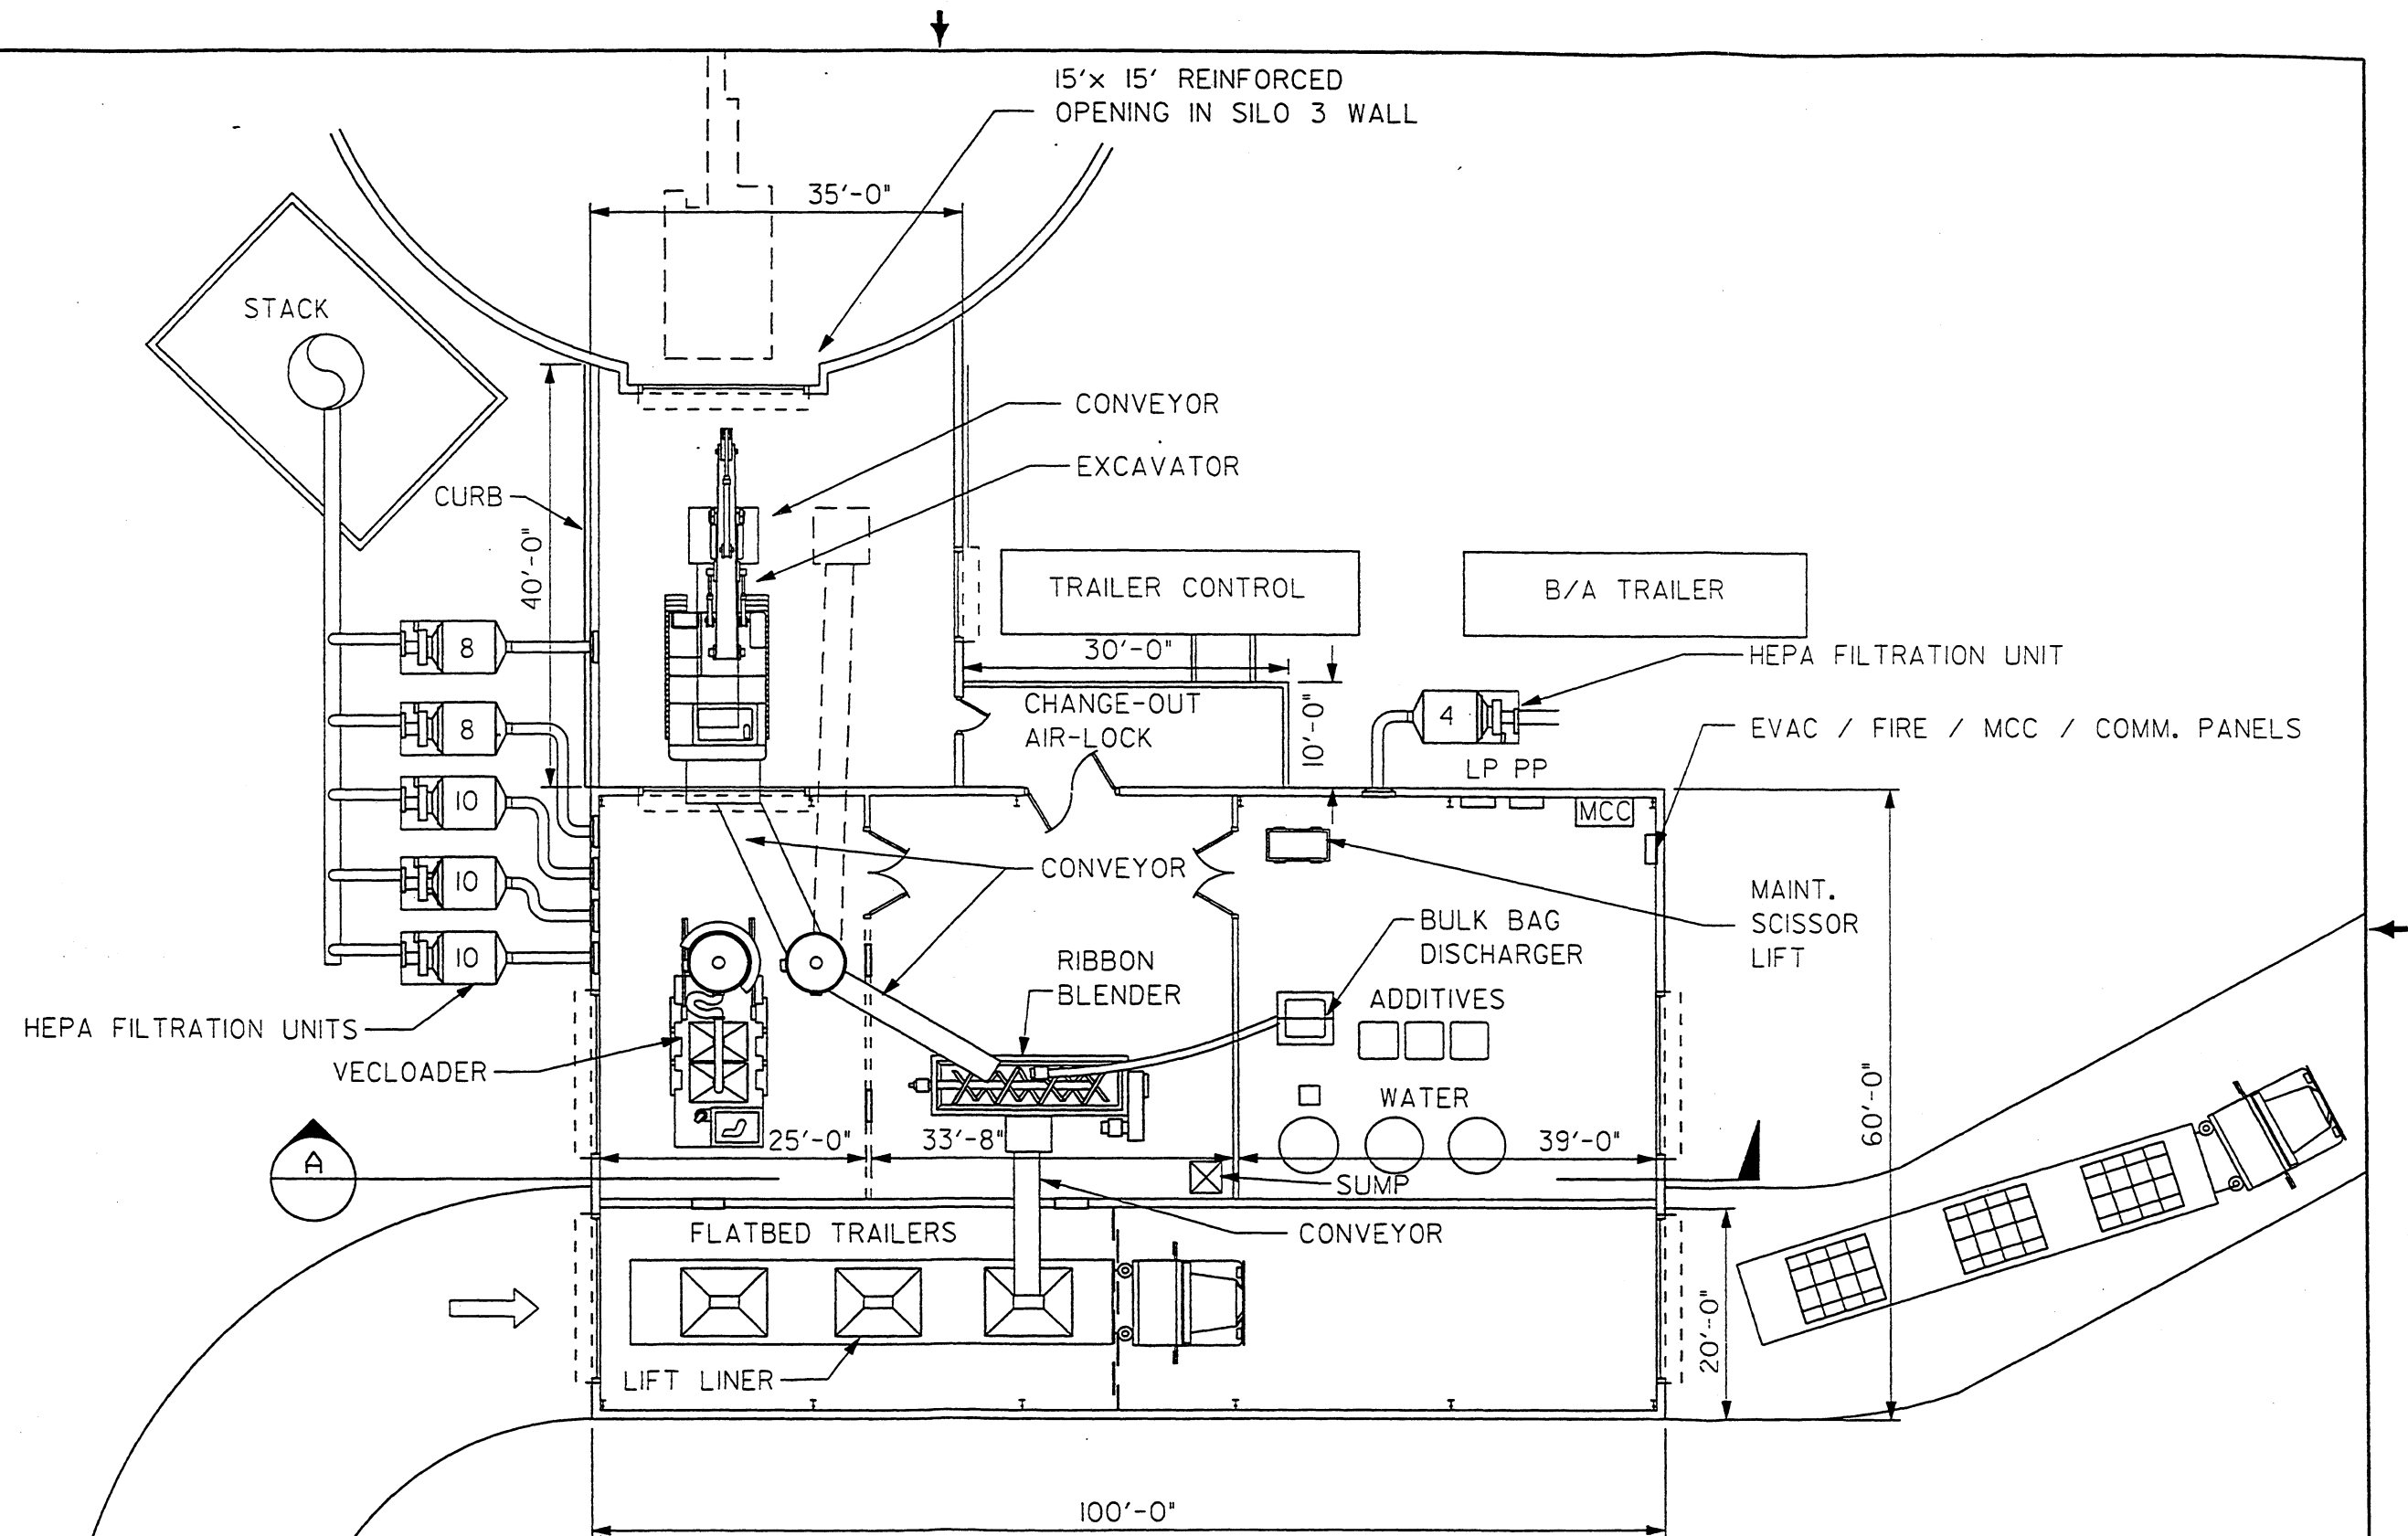 15'x 15' REINFORCED
OPENING IN SILO 3 WALL
35'-0"
STACK
CONVEYOR
EXCAVATOR
CURB
40'-0"
TRAILER CONTROL
B/A TRAILER
8
30'-0"
HEPA FILTRATION UNIT
CHANGE-OUT
AIR-LOCK
10'-0"
4
8
EVAC / FIRE / MCC / COMM. PANELS
LP PP
MCC
10
CONVEYOR
10
MAINT.
SCISSOR
LIFT
BULK BAG
DISCHARGER
10
RIBBON
BLENDER
ADDITIVES
HEPA FILTRATION UNITS
VECLOADER
WATER
60'-0"
25'-0"
33'-8"
39'-0"
A
SUMP
FLATBED TRAILERS
CONVEYOR
20'-0"
LIFT LINER
100'-0"